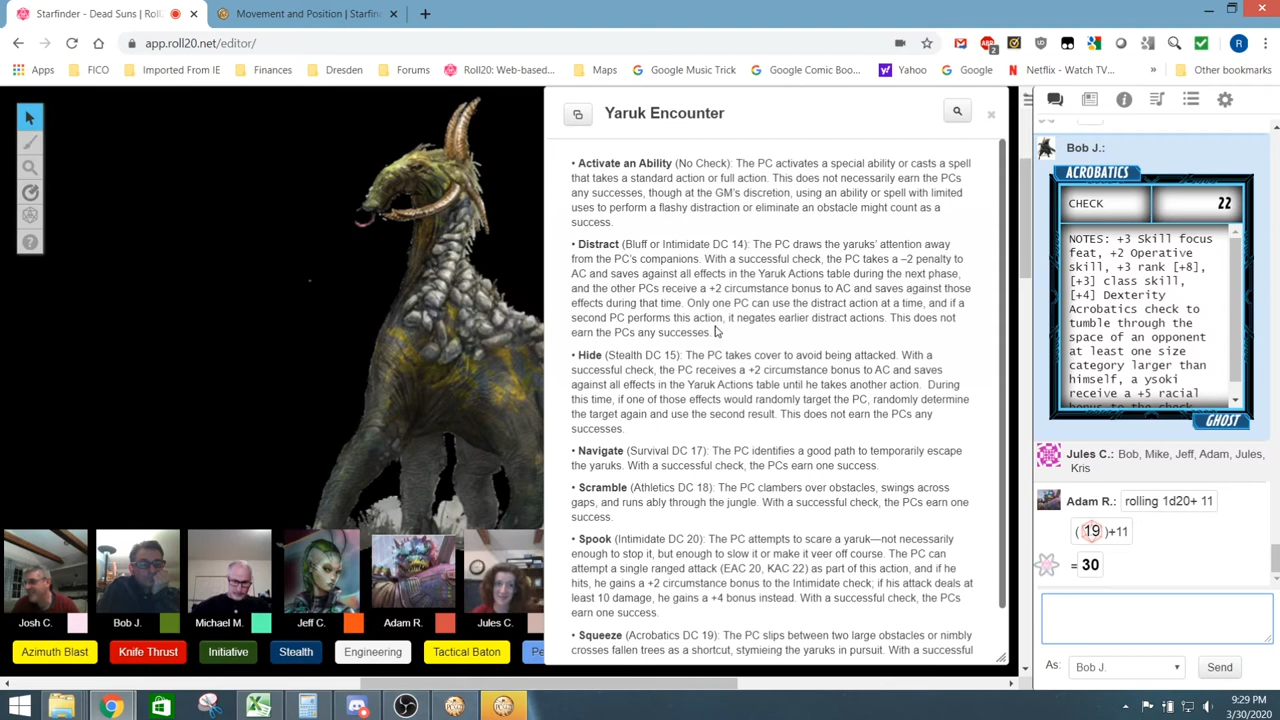 Starfinder - Dead Suns | Roll
Movement and Position | Starfin
app.roll20.net/editor/
2
R
Apps
FICO
Imported From IE
Finances
Dresden
Forums
Roll20: Web-based...
Maps
Google Music Trick
Google Comic Boo...
Yahoo
Google
Netflix - Watch TV...
»
Other bookmarks
Yaruk Encounter
• Activate an Ability (No Check): The PC activates a special ability or casts a spell
that takes a standard action or full action. This does not necessarily earn the PCs
any successes, though at the GM's discretion, using an ability or spell with limited
uses to perform a flashy distraction or eliminate an obstacle might count as a
success.
• Distract (Bluff or Intimidate DC 14): The PC draws the yaruks' attention away
from the PC's companions. With a successful check, the PC takes a –2 penalty to
AC and saves against all effects in the Yaruk Actions table during the next phase,
and the other PCs receive a +2 circumstance bonus to AC and saves against those
effects during that time. Only one PC can use the distract action at a time, and if a
second PC performs this action, it negates earlier distract actions. This does not
earn the PCs any successes.
• Hide (Stealth DC 15): The PC takes cover to avoid being attacked. With a
successful check, the PC receives a +2 circumstance bonus to AC and saves
against all effects in the Yaruk Actions table until he takes another action. During
this time, if one of those effects would randomly target the PC, randomly determine
the target again and use the second result. This does not earn the PCs any
successes.
• Navigate (Survival DC 17): The PC identifies a good path to temporarily escape
the yaruks. With a successful check, the PCs earn one success.
• Scramble (Athletics DC 18): The PC clambers over obstacles, swings across
gaps, and runs ably through the jungle. With a successful check, the PCs earn one
success.
• Spook (Intimidate DC 20): The PC attempts to scare a yaruk—not necessarily
enough to stop it, but enough to slow it or make it veer off course. The PC can
attempt a single ranged attack (EAC 20, KAC 22) as part of this action, and if he
hits, he gains a +2 circumstance bonus to the Intimidate check; if his attack deals at
least 10 damage, he gains a +4 bonus instead. With a successful check, the PCs
earn one success.
• Squeeze (Acrobatics DC 19): The PC slips between two large obstacles or nimbly
crosses fallen trees as a shortcut, stymieing the yaruks in pursuit. With a successful
Bob J.:
ACROBATICS
CHECK
22
NOTES: +3 Skill focus
feat, +2 Operative
skill, +3 rank [+8],
[+3] class skill,
[+4] Dexterity
Acrobatics check to
tumble through the
space of an opponent
at least one size
category larger than
himself, a ysoki
receive a +5 racial
bonus to the check
GHOST
Jules C.: Bob, Mike, Jeff, Adam, Jules,
Kris
Adam R.: rolling 1d20+ 11
(19)+11
= 30
As: Bob J.
Send
Josh C.
Bob J.
Michael M.
Jeff C.
Adam R.
Jules C.
Azimuth Blast
Knife Thrust
Initiative
Stealth
Engineering
Tactical Baton
9:29 PM
3/30/2020